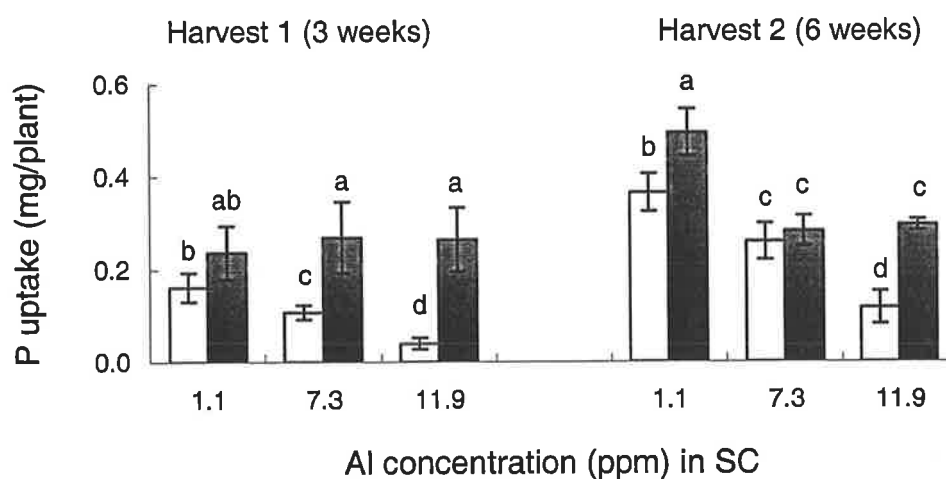 Harvest 1 (3 weeks)
Harvest 2 (6 weeks)
P uptake (mg/plant)
0.6
0.4
0.2
0.0
b
ab
c
a
d
a
b
a
c
c
d
c
1.1
7.3
11.9
1.1
7.3
11.9
Al concentration (ppm) in SC